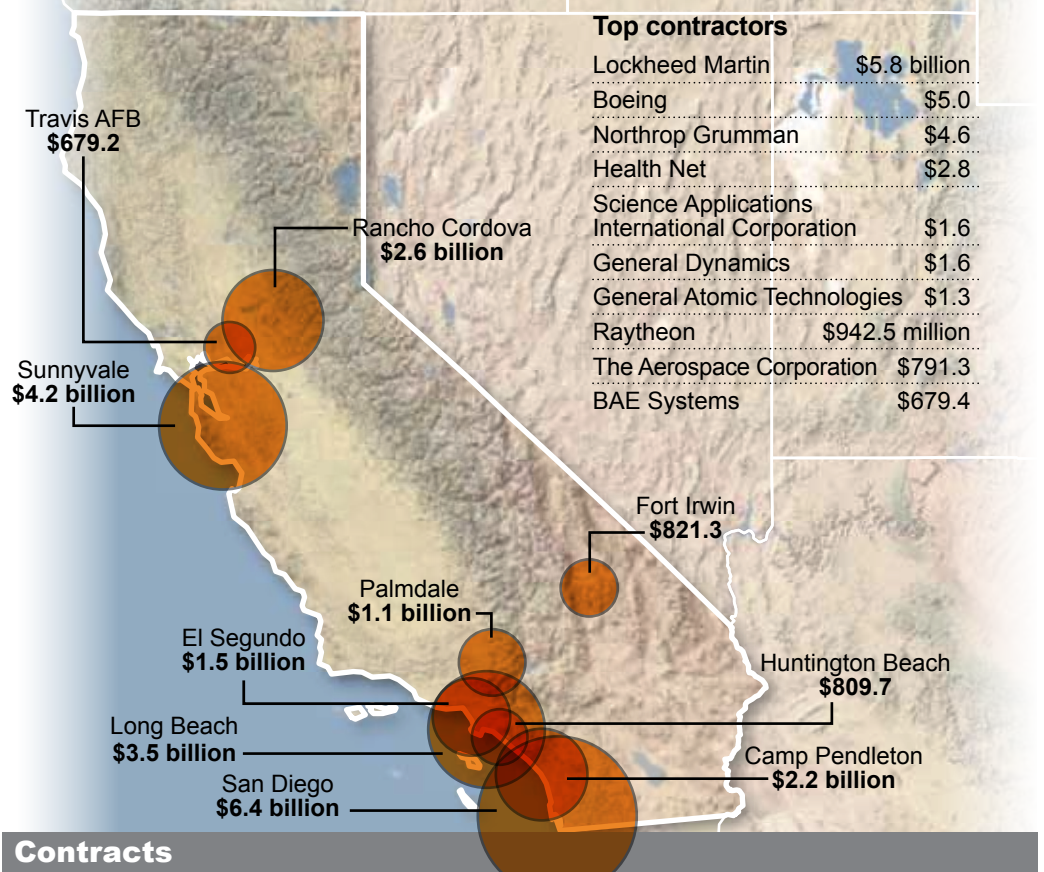 Top contractors
Lockheed Martin $5.8 billion
Boeing $5.0
Northrop Grumman $4.6
Health Net $2.8
Science Applications
International Corporation $1.6
General Dynamics $1.6
General Atomic Technologies $1.3
Raytheon $942.5 million
The Aerospace Corporation $791.3
BAE Systems $679.4
Travis AFB
$679.2
Rancho Cordova
$2.6 billion
Sunnyvale
$4.2 billion
Fort Irwin
$821.3
Palmdale
$1.1 billion
El Segundo
$1.5 billion
Huntington Beach
$809.7
Long Beach
$3.5 billion
Camp Pendleton
$2.2 billion
San Diego
$6.4 billion
Contracts